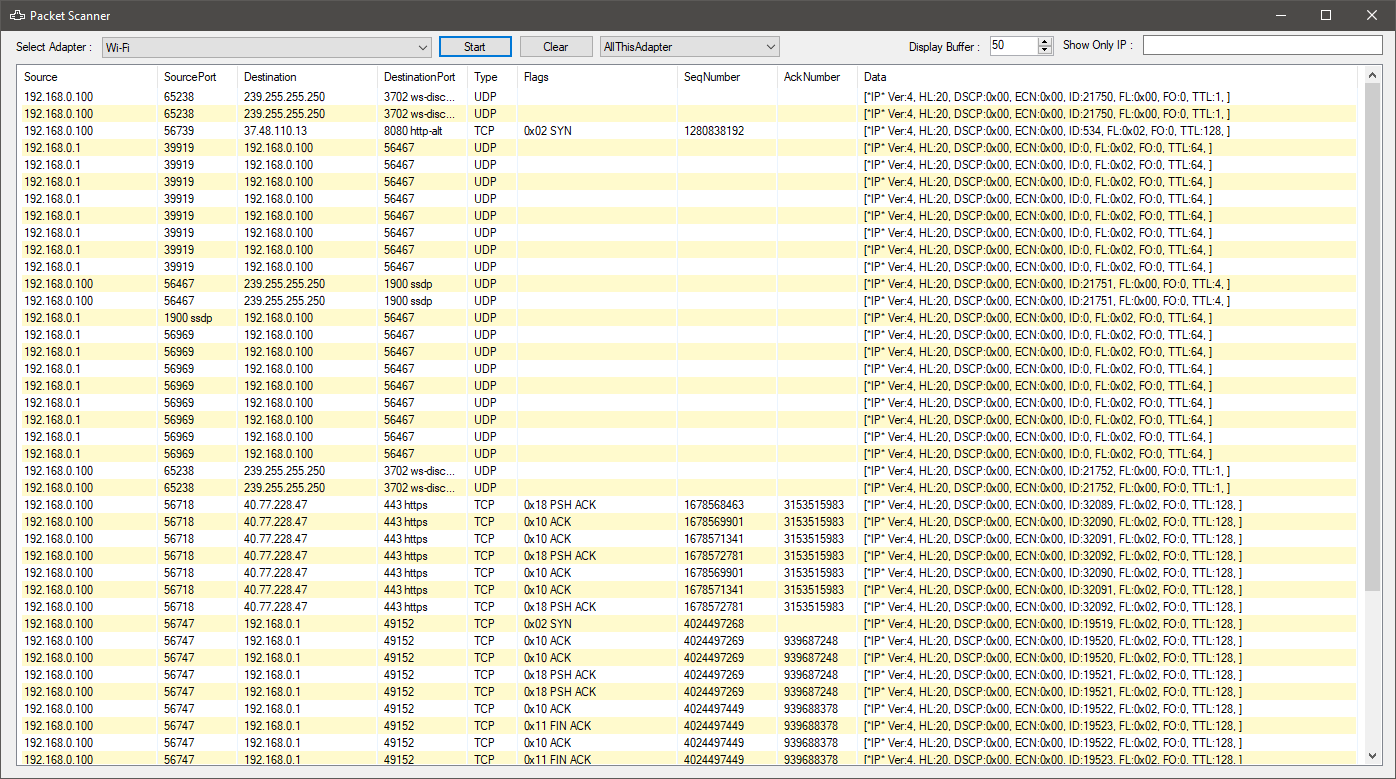 Packet Scanner
Select Adapter : Wi-Fi Start Clear AllThisAdapter Display Buffer : 50 Show Only IP :
Source SourcePort Destination DestinationPort Type Flags SeqNumber AckNumber Data
192.168.0.100 65238 239.255.255.250 3702 ws-disc... UDP [*IP* Ver:4, HL:20, DSCP:0x00, ECN:0x00, ID:21750, FL:0x00, FO:0, TTL:1, ]
192.168.0.100 65238 239.255.255.250 3702 ws-disc... UDP [*IP* Ver:4, HL:20, DSCP:0x00, ECN:0x00, ID:21750, FL:0x00, FO:0, TTL:1, ]
192.168.0.100 56739 37.48.110.13 8080 http-alt TCP 0x02 SYN 1280838192 [*IP* Ver:4, HL:20, DSCP:0x00, ECN:0x00, ID:534, FL:0x02, FO:0, TTL:128, ]
192.168.0.1 39919 192.168.0.100 56467 UDP [*IP* Ver:4, HL:20, DSCP:0x00, ECN:0x00, ID:0, FL:0x02, FO:0, TTL:64, ]
192.168.0.1 39919 192.168.0.100 56467 UDP [*IP* Ver:4, HL:20, DSCP:0x00, ECN:0x00, ID:0, FL:0x02, FO:0, TTL:64, ]
192.168.0.1 39919 192.168.0.100 56467 UDP [*IP* Ver:4, HL:20, DSCP:0x00, ECN:0x00, ID:0, FL:0x02, FO:0, TTL:64, ]
192.168.0.1 39919 192.168.0.100 56467 UDP [*IP* Ver:4, HL:20, DSCP:0x00, ECN:0x00, ID:0, FL:0x02, FO:0, TTL:64, ]
192.168.0.1 39919 192.168.0.100 56467 UDP [*IP* Ver:4, HL:20, DSCP:0x00, ECN:0x00, ID:0, FL:0x02, FO:0, TTL:64, ]
192.168.0.1 39919 192.168.0.100 56467 UDP [*IP* Ver:4, HL:20, DSCP:0x00, ECN:0x00, ID:0, FL:0x02, FO:0, TTL:64, ]
192.168.0.1 39919 192.168.0.100 56467 UDP [*IP* Ver:4, HL:20, DSCP:0x00, ECN:0x00, ID:0, FL:0x02, FO:0, TTL:64, ]
192.168.0.1 39919 192.168.0.100 56467 UDP [*IP* Ver:4, HL:20, DSCP:0x00, ECN:0x00, ID:0, FL:0x02, FO:0, TTL:64, ]
192.168.0.100 56467 239.255.255.250 1900 ssdp UDP [*IP* Ver:4, HL:20, DSCP:0x00, ECN:0x00, ID:21751, FL:0x00, FO:0, TTL:4, ]
192.168.0.100 56467 239.255.255.250 1900 ssdp UDP [*IP* Ver:4, HL:20, DSCP:0x00, ECN:0x00, ID:21751, FL:0x00, FO:0, TTL:4, ]
192.168.0.1 1900 ssdp 192.168.0.100 56467 UDP [*IP* Ver:4, HL:20, DSCP:0x00, ECN:0x00, ID:0, FL:0x02, FO:0, TTL:64, ]
192.168.0.1 56969 192.168.0.100 56467 UDP [*IP* Ver:4, HL:20, DSCP:0x00, ECN:0x00, ID:0, FL:0x02, FO:0, TTL:64, ]
192.168.0.1 56969 192.168.0.100 56467 UDP [*IP* Ver:4, HL:20, DSCP:0x00, ECN:0x00, ID:0, FL:0x02, FO:0, TTL:64, ]
192.168.0.1 56969 192.168.0.100 56467 UDP [*IP* Ver:4, HL:20, DSCP:0x00, ECN:0x00, ID:0, FL:0x02, FO:0, TTL:64, ]
192.168.0.1 56969 192.168.0.100 56467 UDP [*IP* Ver:4, HL:20, DSCP:0x00, ECN:0x00, ID:0, FL:0x02, FO:0, TTL:64, ]
192.168.0.1 56969 192.168.0.100 56467 UDP [*IP* Ver:4, HL:20, DSCP:0x00, ECN:0x00, ID:0, FL:0x02, FO:0, TTL:64, ]
192.168.0.1 56969 192.168.0.100 56467 UDP [*IP* Ver:4, HL:20, DSCP:0x00, ECN:0x00, ID:0, FL:0x02, FO:0, TTL:64, ]
192.168.0.1 56969 192.168.0.100 56467 UDP [*IP* Ver:4, HL:20, DSCP:0x00, ECN:0x00, ID:0, FL:0x02, FO:0, TTL:64, ]
192.168.0.1 56969 192.168.0.100 56467 UDP [*IP* Ver:4, HL:20, DSCP:0x00, ECN:0x00, ID:0, FL:0x02, FO:0, TTL:64, ]
192.168.0.100 65238 239.255.255.250 3702 ws-disc... UDP [*IP* Ver:4, HL:20, DSCP:0x00, ECN:0x00, ID:21752, FL:0x00, FO:0, TTL:1, ]
192.168.0.100 65238 239.255.255.250 3702 ws-disc... UDP [*IP* Ver:4, HL:20, DSCP:0x00, ECN:0x00, ID:21752, FL:0x00, FO:0, TTL:1, ]
192.168.0.100 56718 40.77.228.47 443 https TCP 0x18 PSH ACK 1678568463 3153515983 [*IP* Ver:4, HL:20, DSCP:0x00, ECN:0x00, ID:32089, FL:0x02, FO:0, TTL:128, ]
192.168.0.100 56718 40.77.228.47 443 https TCP 0x10 ACK 1678569901 3153515983 [*IP* Ver:4, HL:20, DSCP:0x00, ECN:0x00, ID:32090, FL:0x02, FO:0, TTL:128, ]
192.168.0.100 56718 40.77.228.47 443 https TCP 0x10 ACK 1678571341 3153515983 [*IP* Ver:4, HL:20, DSCP:0x00, ECN:0x00, ID:32091, FL:0x02, FO:0, TTL:128, ]
192.168.0.100 56718 40.77.228.47 443 https TCP 0x18 PSH ACK 1678572781 3153515983 [*IP* Ver:4, HL:20, DSCP:0x00, ECN:0x00, ID:32092, FL:0x02, FO:0, TTL:128, ]
192.168.0.100 56718 40.77.228.47 443 https TCP 0x10 ACK 1678569901 3153515983 [*IP* Ver:4, HL:20, DSCP:0x00, ECN:0x00, ID:32090, FL:0x02, FO:0, TTL:128, ]
192.168.0.100 56718 40.77.228.47 443 https TCP 0x10 ACK 1678571341 3153515983 [*IP* Ver:4, HL:20, DSCP:0x00, ECN:0x00, ID:32091, FL:0x02, FO:0, TTL:128, ]
192.168.0.100 56718 40.77.228.47 443 https TCP 0x18 PSH ACK 1678572781 3153515983 [*IP* Ver:4, HL:20, DSCP:0x00, ECN:0x00, ID:32092, FL:0x02, FO:0, TTL:128, ]
192.168.0.100 56747 192.168.0.1 49152 TCP 0x02 SYN 4024497268 [*IP* Ver:4, HL:20, DSCP:0x00, ECN:0x00, ID:19519, FL:0x02, FO:0, TTL:128, ]
192.168.0.100 56747 192.168.0.1 49152 TCP 0x10 ACK 4024497269 939687248 [*IP* Ver:4, HL:20, DSCP:0x00, ECN:0x00, ID:19520, FL:0x02, FO:0, TTL:128, ]
192.168.0.100 56747 192.168.0.1 49152 TCP 0x10 ACK 4024497269 939687248 [*IP* Ver:4, HL:20, DSCP:0x00, ECN:0x00, ID:19520, FL:0x02, FO:0, TTL:128, ]
192.168.0.100 56747 192.168.0.1 49152 TCP 0x18 PSH ACK 4024497269 939687248 [*IP* Ver:4, HL:20, DSCP:0x00, ECN:0x00, ID:19521, FL:0x02, FO:0, TTL:128, ]
192.168.0.100 56747 192.168.0.1 49152 TCP 0x18 PSH ACK 4024497269 939687248 [*IP* Ver:4, HL:20, DSCP:0x00, ECN:0x00, ID:19521, FL:0x02, FO:0, TTL:128, ]
192.168.0.100 56747 192.168.0.1 49152 TCP 0x10 ACK 4024497449 939688378 [*IP* Ver:4, HL:20, DSCP:0x00, ECN:0x00, ID:19522, FL:0x02, FO:0, TTL:128, ]
192.168.0.100 56747 192.168.0.1 49152 TCP 0x11 FIN ACK 4024497449 939688378 [*IP* Ver:4, HL:20, DSCP:0x00, ECN:0x00, ID:19523, FL:0x02, FO:0, TTL:128, ]
192.168.0.100 56747 192.168.0.1 49152 TCP 0x10 ACK 4024497449 939688378 [*IP* Ver:4, HL:20, DSCP:0x00, ECN:0x00, ID:19522, FL:0x02, FO:0, TTL:128, ]
192.168.0.100 56747 192.168.0.1 49152 TCP 0x11 FIN ACK 4024497449 939688378 [*IP* Ver:4, HL:20, DSCP:0x00, ECN:0x00, ID:19523, FL:0x02, FO:0, TTL:128, ]